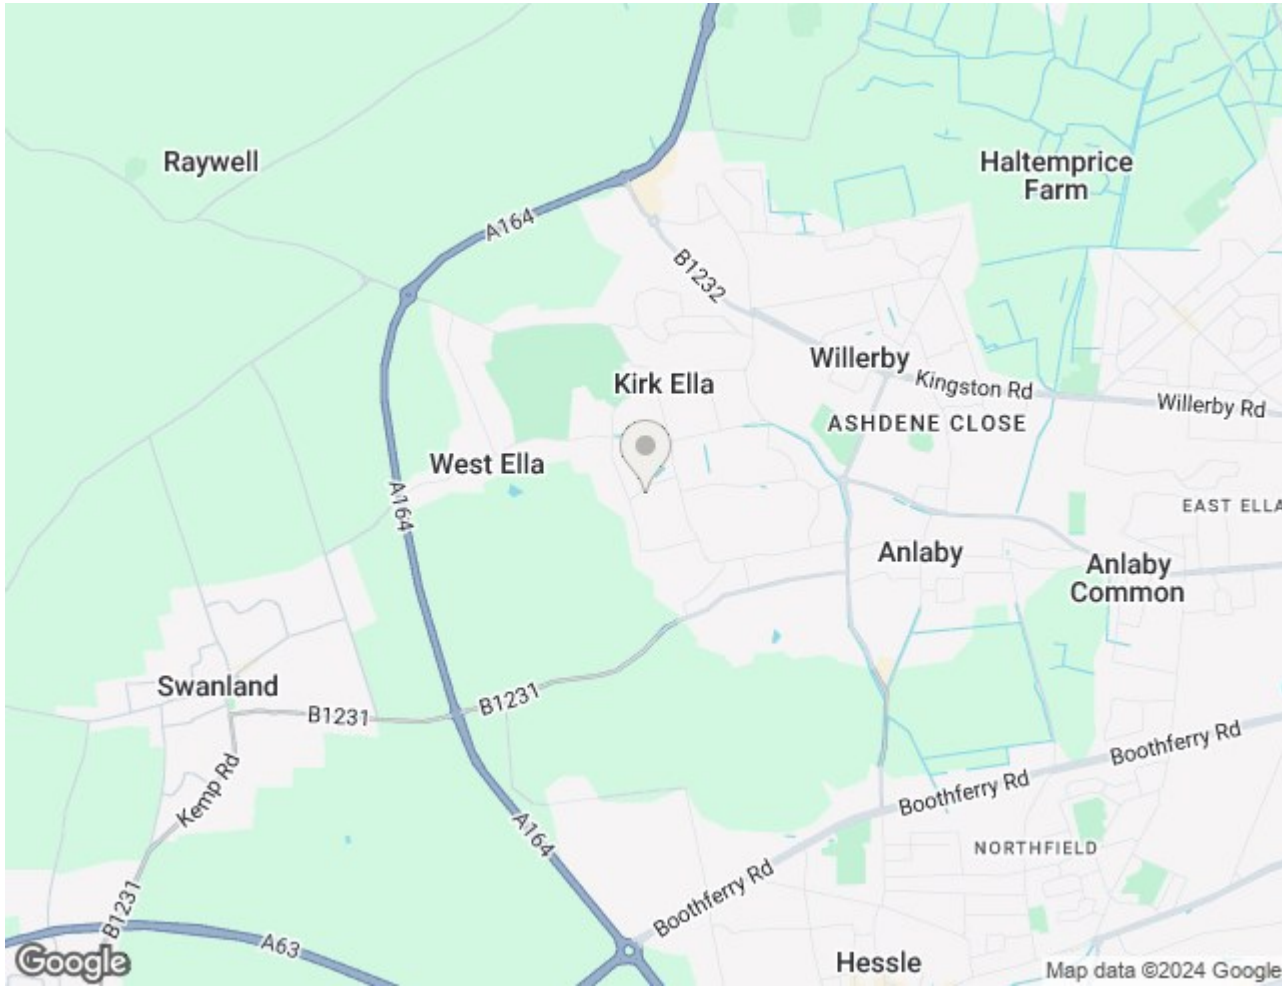 Raywell
Haltemprice
Farm
A164
B1232
Willerby
Kirk Ella
Kingston Rd
Willerby Rd
ASHDENE CLOSE
West Ella
A164
EAST ELLA
Anlaby
Anlaby
Common
Swanland
B1231
B1231
Boothferry Rd
Kemp Rd
Boothferry Rd
A164
NORTHFIELD
Boothferry Rd
B1231
A63
Hessle
Google
Map data ©2024 Google